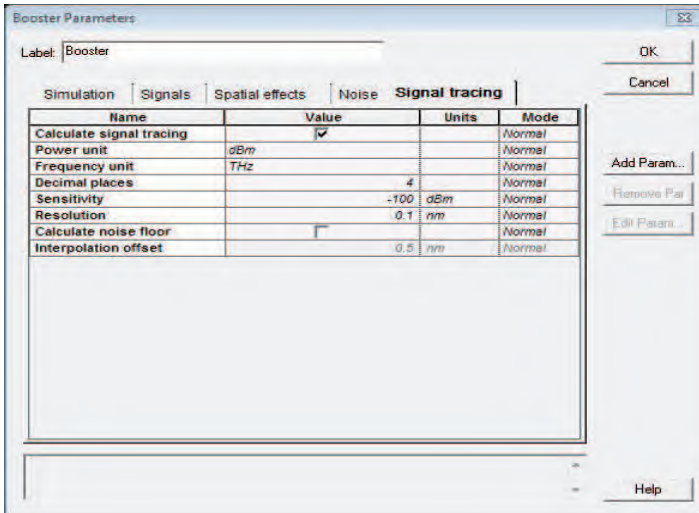 Booster Parameters
Label: Booster
OK
Cancel
Simulation Signals Spatial effects Noise Signal tracing
Name Value Units Mode
Calculate signal tracing Normal
Power unit dBm Normal
Frequency unit THz Normal
Decimal places 4 Normal
Sensitivity -100 dBm Normal
Resolution 0.1 nm Normal
Calculate noise floor Normal
Interpolation offset 0.5 nm Normal
Add Param...
Remove Par
Edit Param...
Help